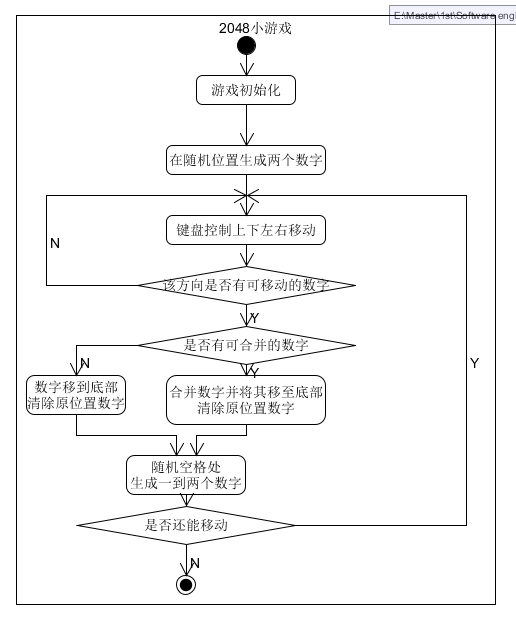 2048小游戏
E:\Master\1st\Software engi
游戏初始化
在随机位置生成两个数字
键盘控制上下左右移动
N
该方向是否有可移动的数字
Y
是否有可合并的数字
N
Y
Y
数字移到底部
清除原位置数字
合并数字并将其移至底部
清除原位置数字
随机空格处
生成一到两个数字
是否还能移动
N